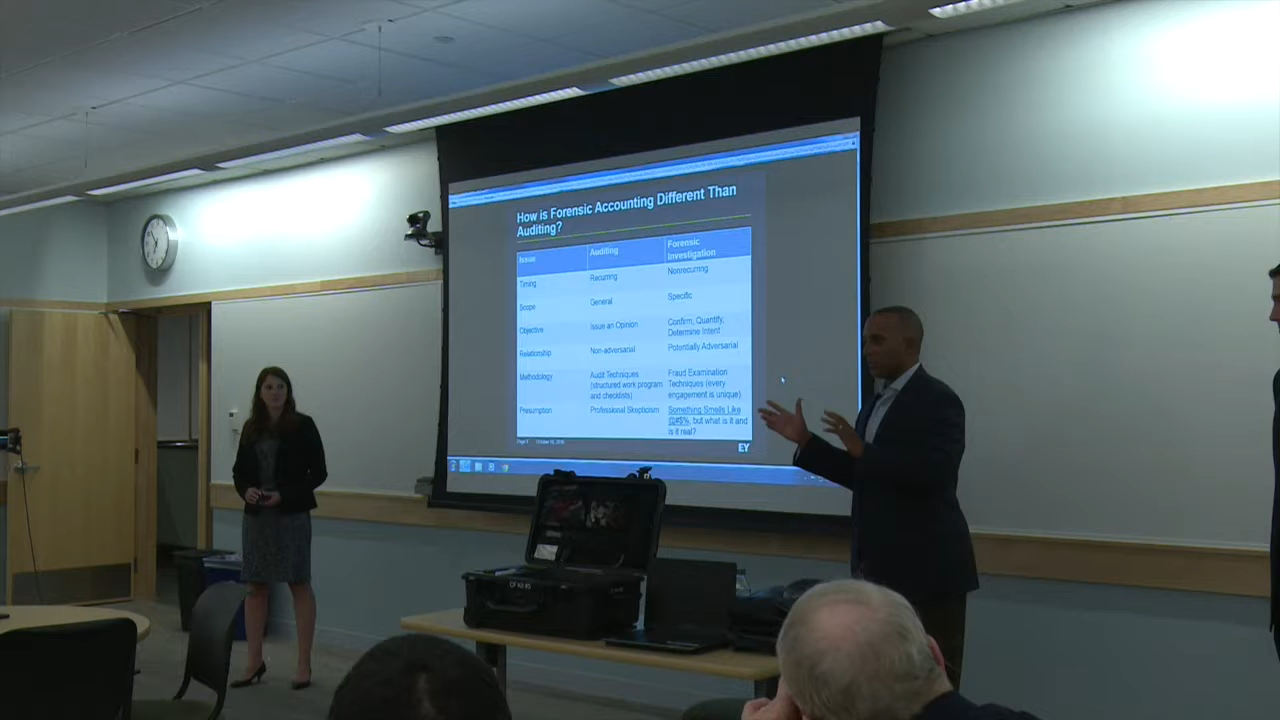 How is Forensic Accounting Different Than
Auditing?
Issue Auditing Forensic
Investigation
Timing Recurring Nonrecurring
Scope General Specific
Objective Issue an Opinion Confirm, Quantify,
Determine Intent
Relationship Non-adversarial Potentially Adversarial
Methodology Audit Techniques Fraud Examination
(structured work program Techniques (every
and checklists) engagement is unique)
Presumption Professional Skepticism Something Smells Like
@#$%, but what is it and
is it real?
EY